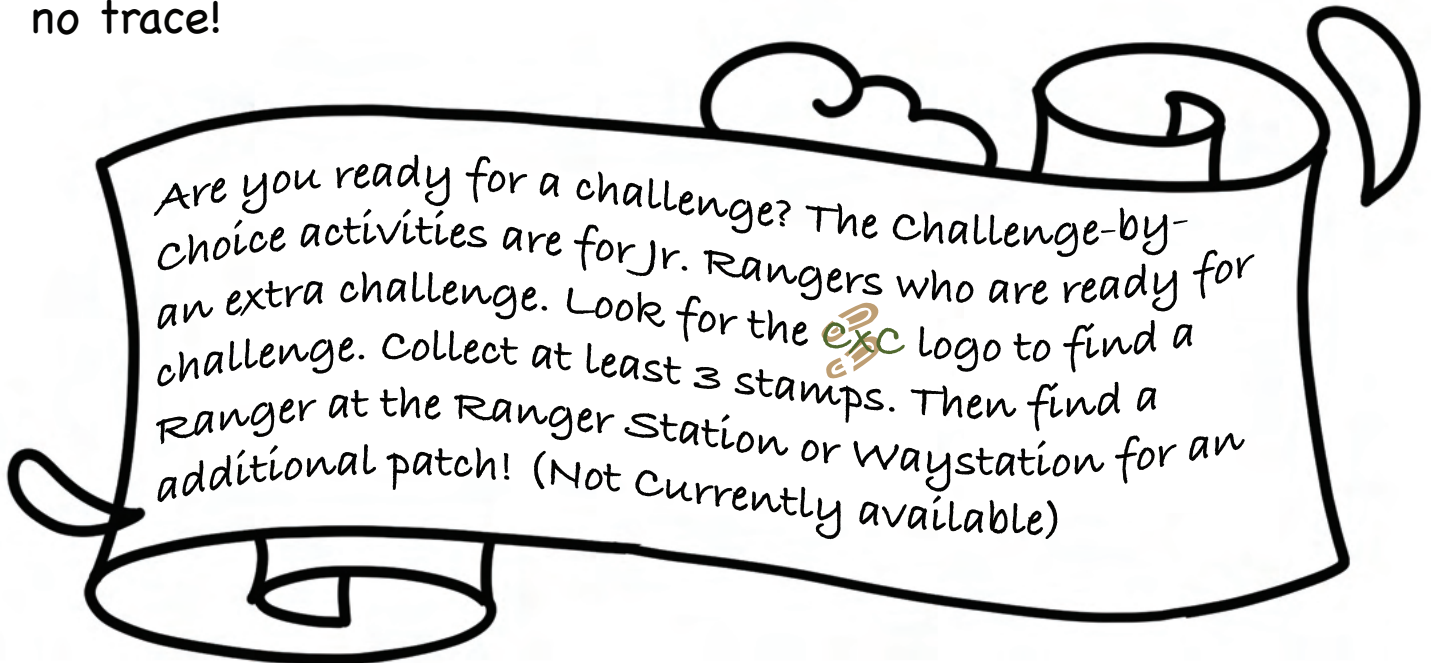 no trace!
Are you ready for a challenge? The Challenge-by-
Choice activities are for Jr. Rangers who are ready for
an extra challenge. Look for the cxc logo to find a
challenge. Collect at least 3 stamps. Then find a
Ranger at the Ranger Station or Waystation for an
additional patch! (Not Currently available)